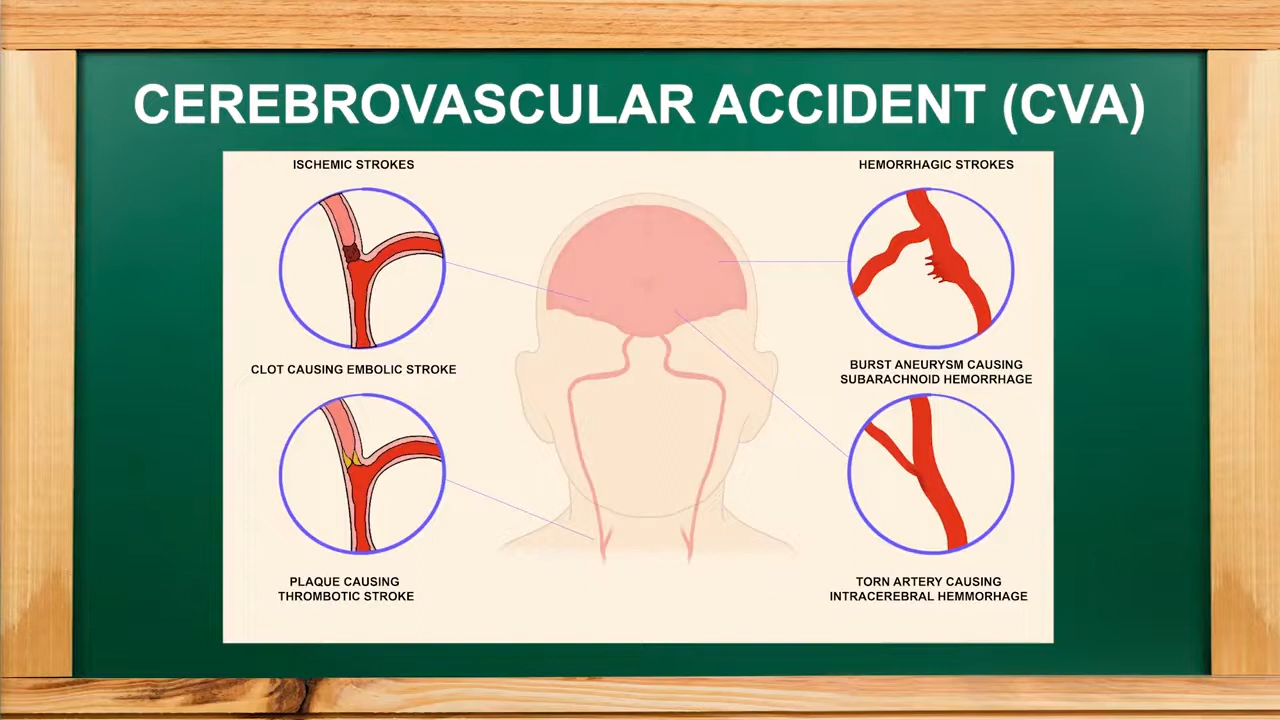 CEREBROVASCULAR ACCIDENT (CVA)
ISCHEMIC STROKES
CLOT CAUSING EMBOLIC STROKE
PLAQUE CAUSING
THROMBOTIC STROKE
HEMORRHAGIC STROKES
BURST ANEURYSM CAUSING
SUBARACHNOID HEMORRHAGE
TORN ARTERY CAUSING
INTRACEREBRAL HEMMORHAGE